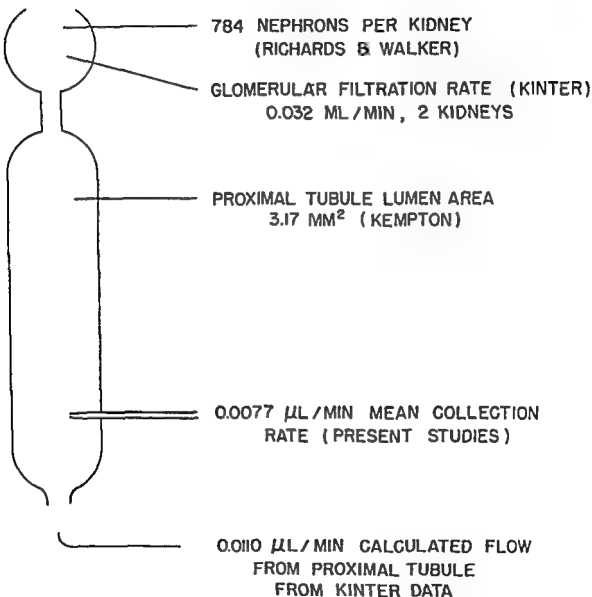 784 NEPHRONS PER KIDNEY
(RICHARDS & WALKER)
GLOMERULAR FILTRATION RATE (KINTER)
0.032 ML/MIN, 2 KIDNEYS
PROXIMAL TUBULE LUMEN AREA
3.17 MM² (KEMPTON)
0.0077 µL/MIN MEAN COLLECTION
RATE (PRESENT STUDIES)
0.0110 µL/MIN CALCULATED FLOW
FROM PROXIMAL TUBULE
FROM KINTER DATA